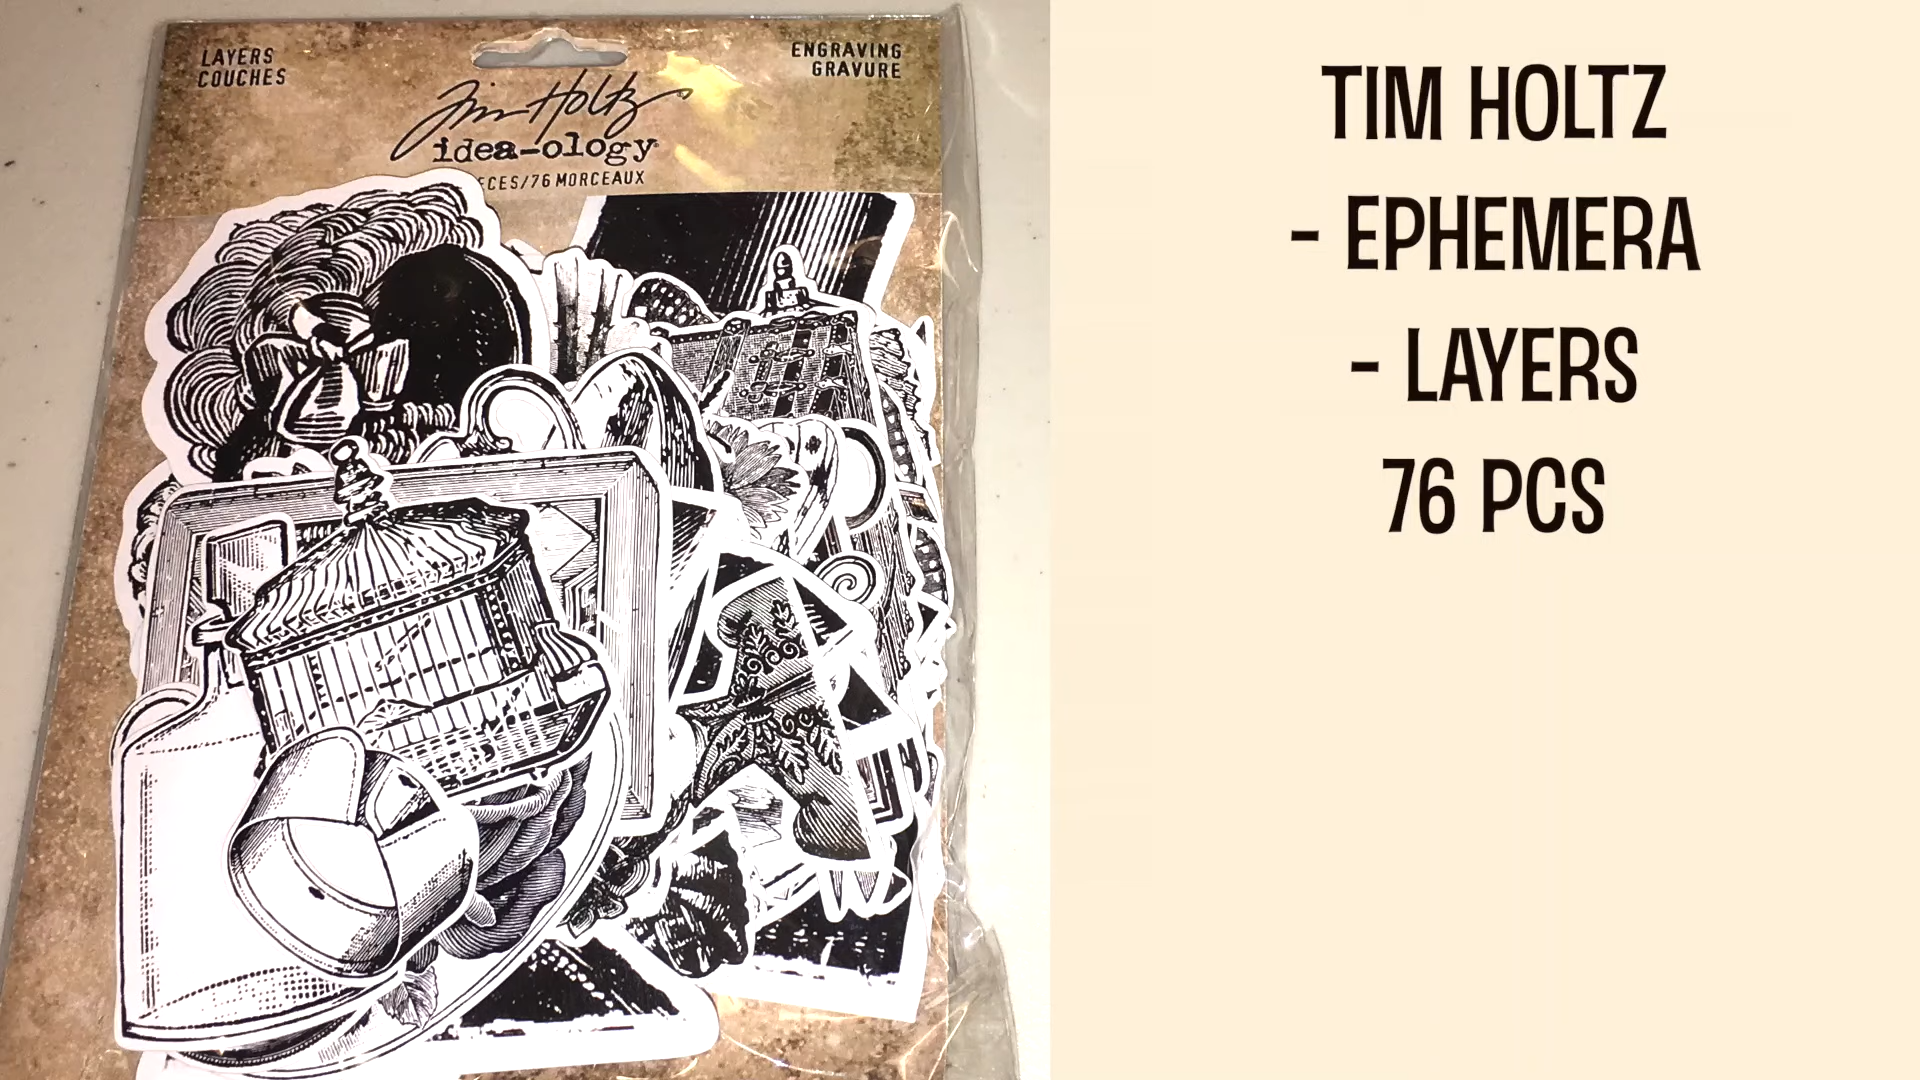 LAYERS
COUCHES
ENGRAVING
GRAVURE
Tim Holtz
idea-ology
/76 MORCEAUX
TIM HOLTZ
- EPHEMERA
- LAYERS
76 PCS